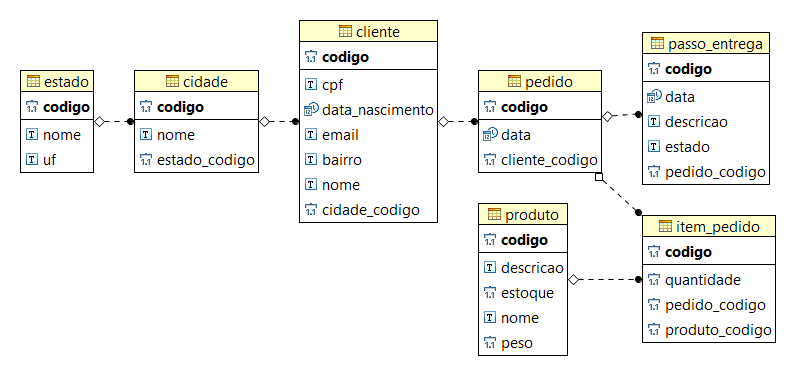 estado
codigo
nome
uf
cidade
codigo
nome
estado_codigo
cliente
codigo
cpf
data_nascimento
email
bairro
nome
cidade_codigo
pedido
codigo
data
cliente_codigo
passo_entrega
codigo
data
descricao
estado
pedido_codigo
produto
codigo
descricao
estoque
nome
peso
item_pedido
codigo
quantidade
pedido_codigo
produto_codigo